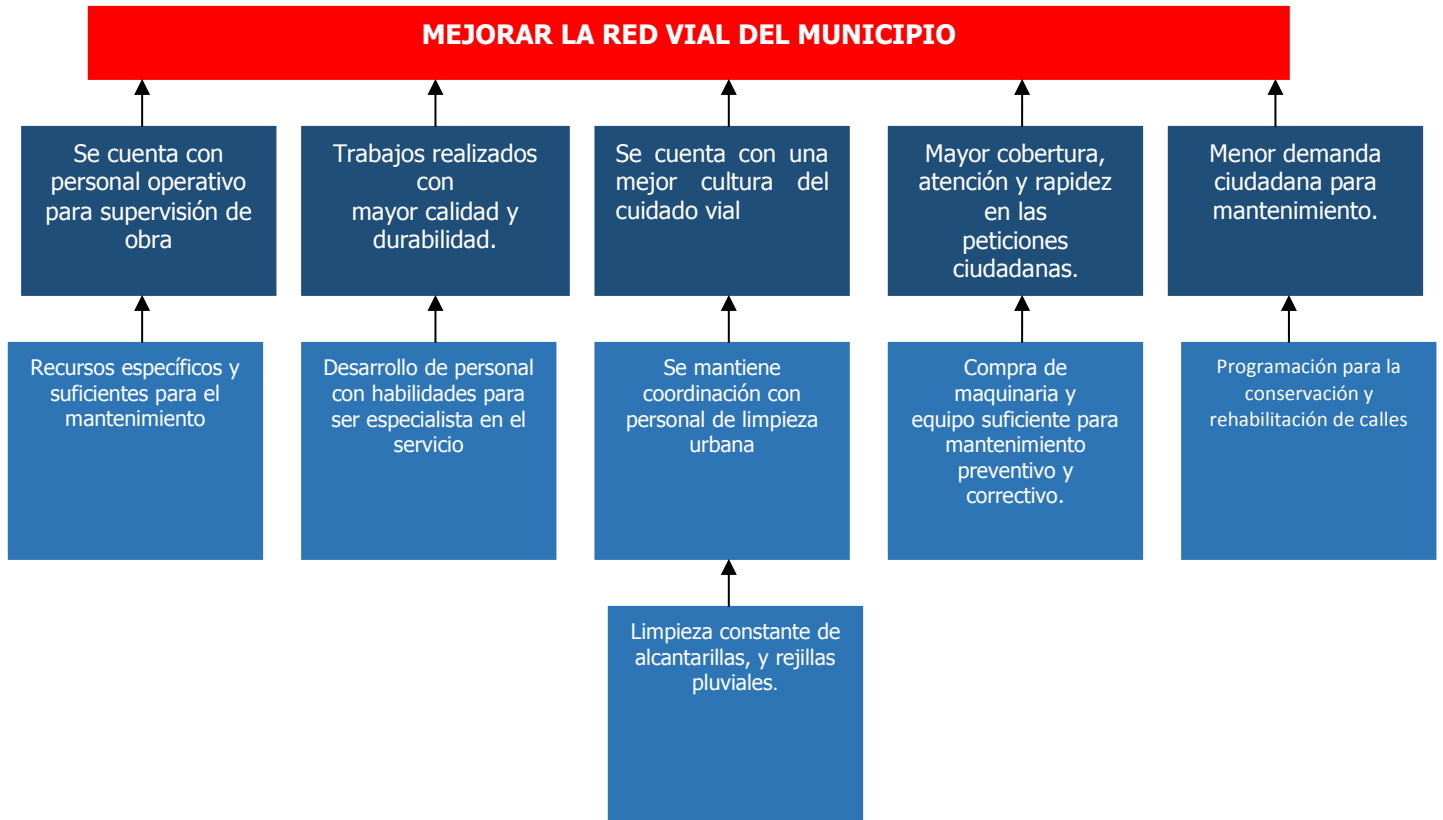 MEJORAR LA RED VIAL DEL MUNICIPIO
Se cuenta con
personal operativo
para supervisión de
obra
Trabajos realizados
con
mayor calidad y
durabilidad.
Se cuenta con una
mejor cultura del
cuidado vial
Mayor cobertura,
atención y rapidez
en las
peticiones
ciudadanas.
Menor demanda
ciudadana para
mantenimiento.
Recursos específicos y
suficientes para el
mantenimiento
Desarrollo de personal
con habilidades para
ser especialista en el
servicio
Se mantiene
coordinación con
personal de limpieza
urbana
Compra de
maquinaria y
equipo suficiente para
mantenimiento
preventivo y
correctivo.
Programación para la
conservación y
rehabilitación de calles
Limpieza constante de
alcantarillas, y rejillas
pluviales.